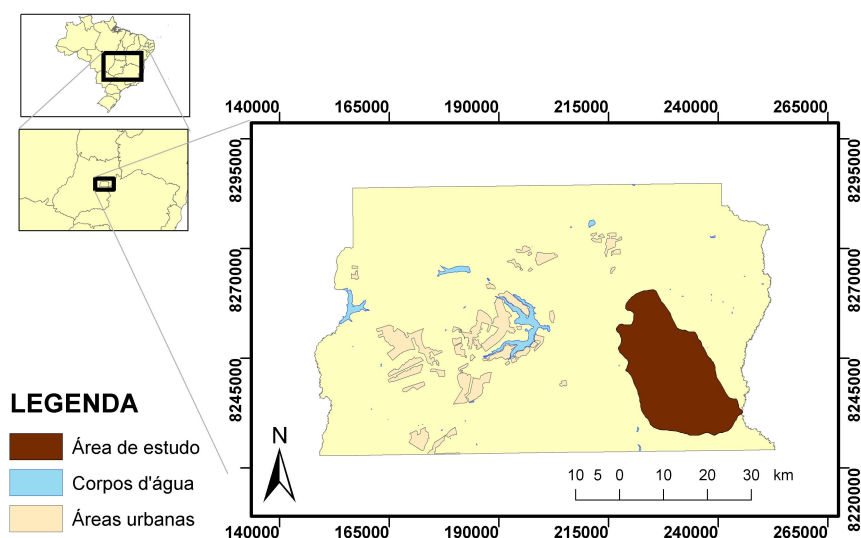 140000 165000 190000 215000 240000 265000
8295000
8270000
8245000
8220000
8295000
8270000
8245000
8220000
LEGENDA
Área de estudo
Corpos d'água
Áreas urbanas
N
10 5 0 10 20 30 km
140000 165000 190000 215000 240000 265000